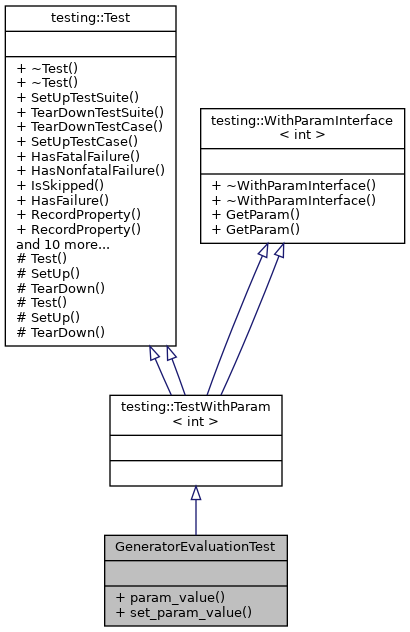 testing::Test
+ ~Test()
+ ~Test()
+ SetUpTestSuite()
+ TearDownTestSuite()
+ TearDownTestCase()
+ SetUpTestCase()
+ HasFatalFailure()
+ HasNonfatalFailure()
+ IsSkipped()
+ HasFailure()
+ RecordProperty()
+ RecordProperty()
and 10 more...
# Test()
# SetUp()
# TearDown()
# Test()
# SetUp()
# TearDown()
testing::WithParamInterface
< int >
+ ~WithParamInterface()
+ ~WithParamInterface()
+ GetParam()
+ GetParam()
testing::TestWithParam
< int >
GeneratorEvaluationTest
+ param_value()
+ set_param_value()